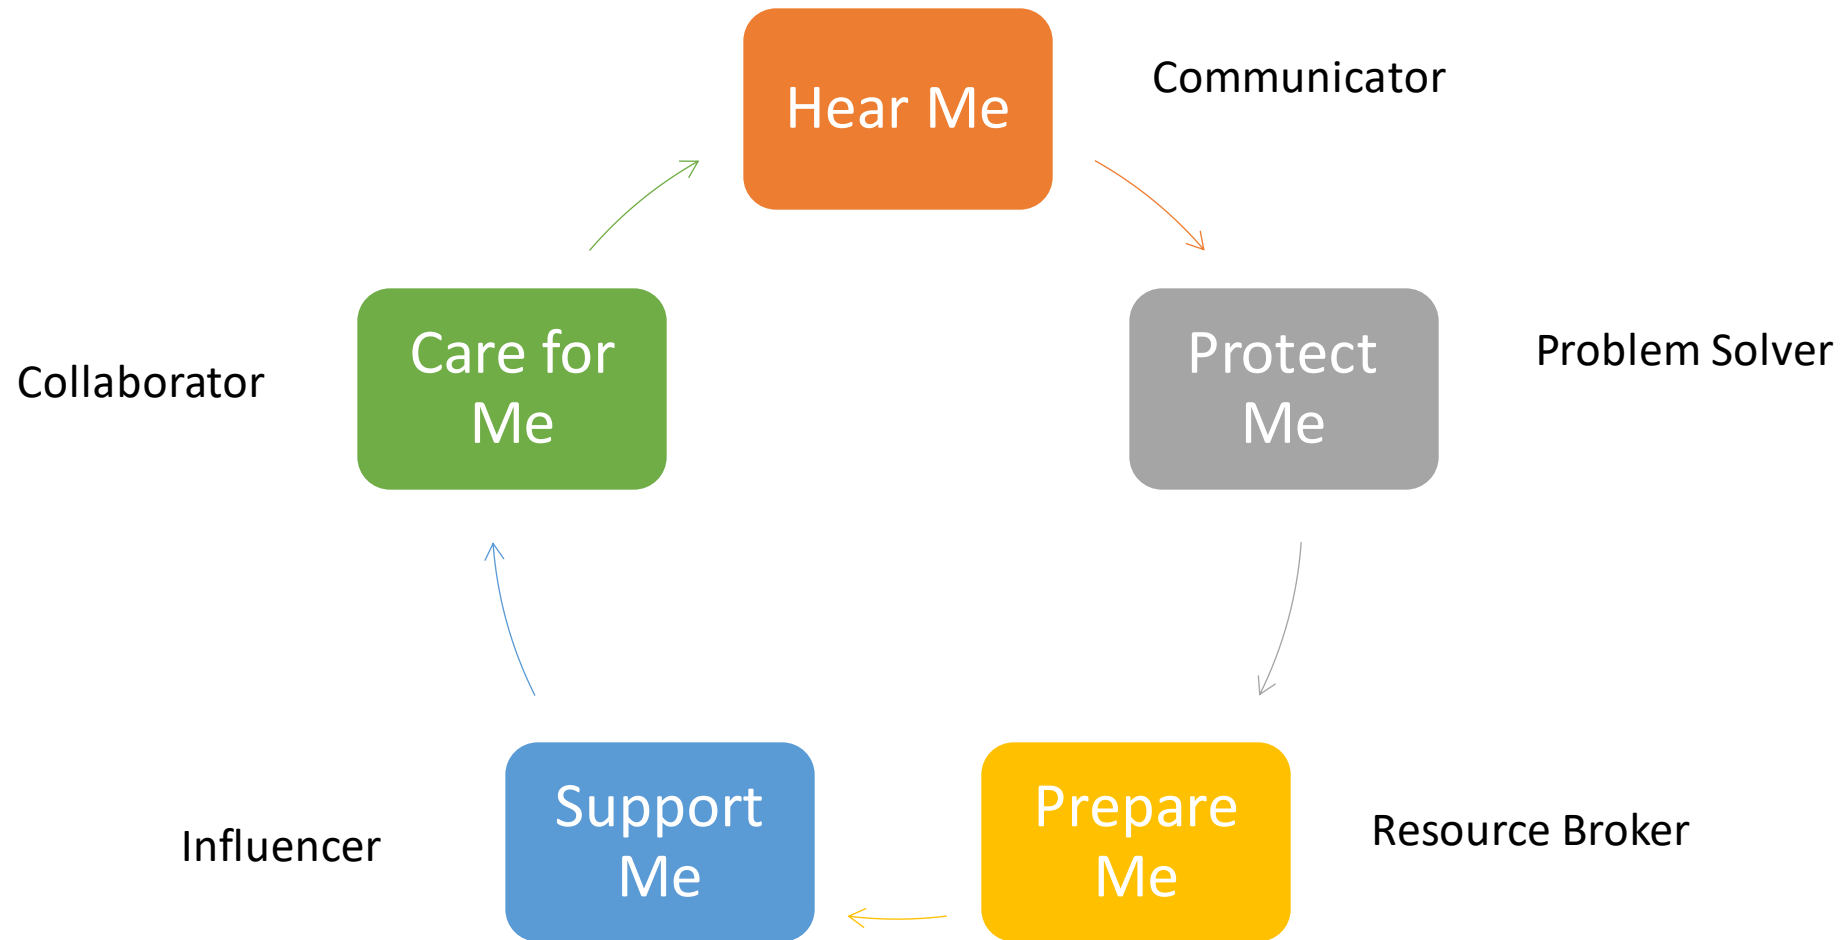 Hear Me
Communicator
Protect
Me
Problem Solver
Prepare
Me
Resource Broker
Support
Me
Influencer
Care for
Me
Collaborator